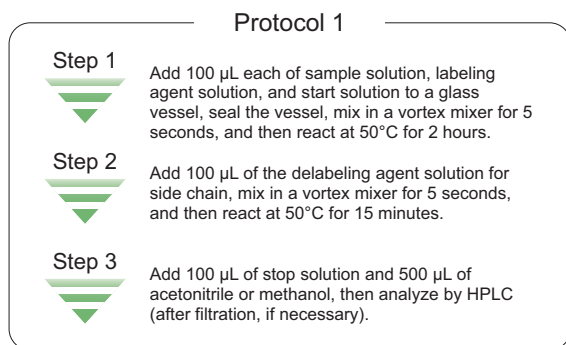 Protocol 1
Step 1
Add 100 µL each of sample solution, labeling
agent solution, and start solution to a glass
vessel, seal the vessel, mix in a vortex mixer for 5
seconds, and then react at 50°C for 2 hours.
Step 2
Add 100 µL of the delabeling agent solution for
side chain, mix in a vortex mixer for 5 seconds,
and then react at 50°C for 15 minutes.
Step 3
Add 100 µL of stop solution and 500 µL of
acetonitrile or methanol, then analyze by HPLC
(after filtration, if necessary).